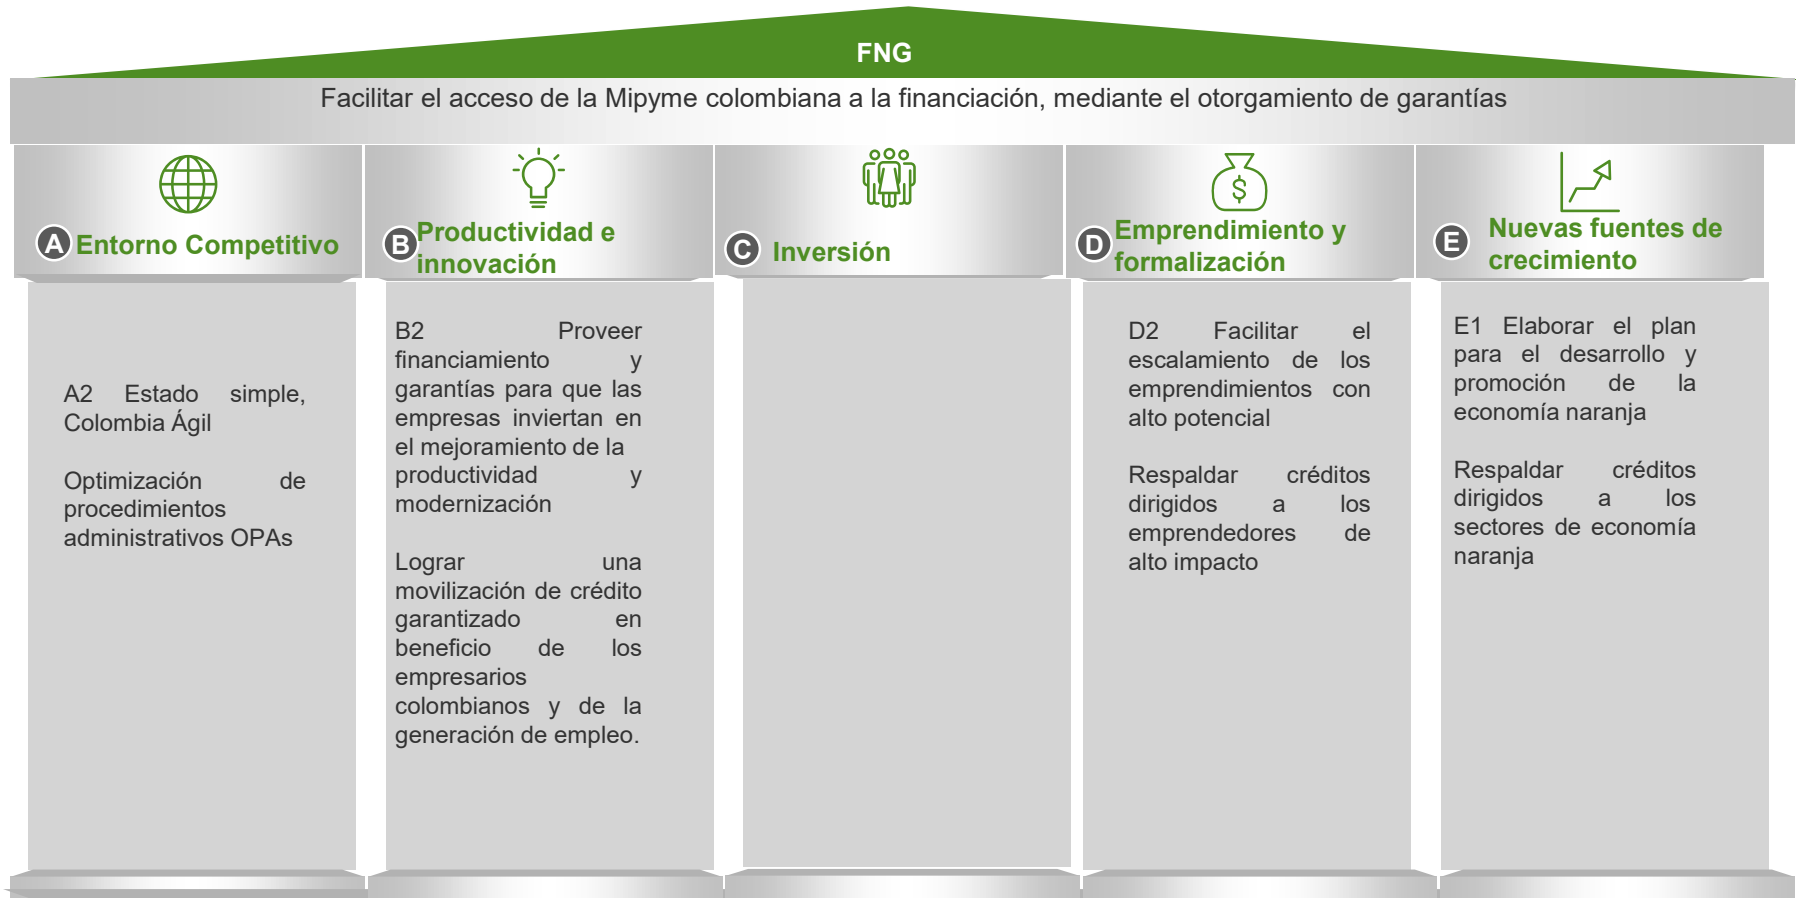 FNG
Facilitar el acceso de la Mipyme colombiana a la financiación, mediante el otorgamiento de garantías
A Entorno Competitivo
A2 Estado simple,
Colombia Ágil
Optimización de
procedimientos
administrativos OPAs
B Productividad e
innovación
B2 Proveer
financiamiento y
garantías para que las
empresas inviertan en
el mejoramiento de la
productividad y
modernización
Lograr una
movilización de crédito
garantizado en
beneficio de los
empresarios
colombianos y de la
generación de empleo.
C Inversión
D Emprendimiento y
formalización
D2 Facilitar el
escalamiento de los
emprendimientos con
alto potencial
Respaldar créditos
dirigidos a los
emprendedores de
alto impacto
E Nuevas fuentes de
crecimiento
E1 Elaborar el plan
para el desarrollo y
promoción de la
economía naranja
Respaldar créditos
dirigidos a los
sectores de economía
naranja